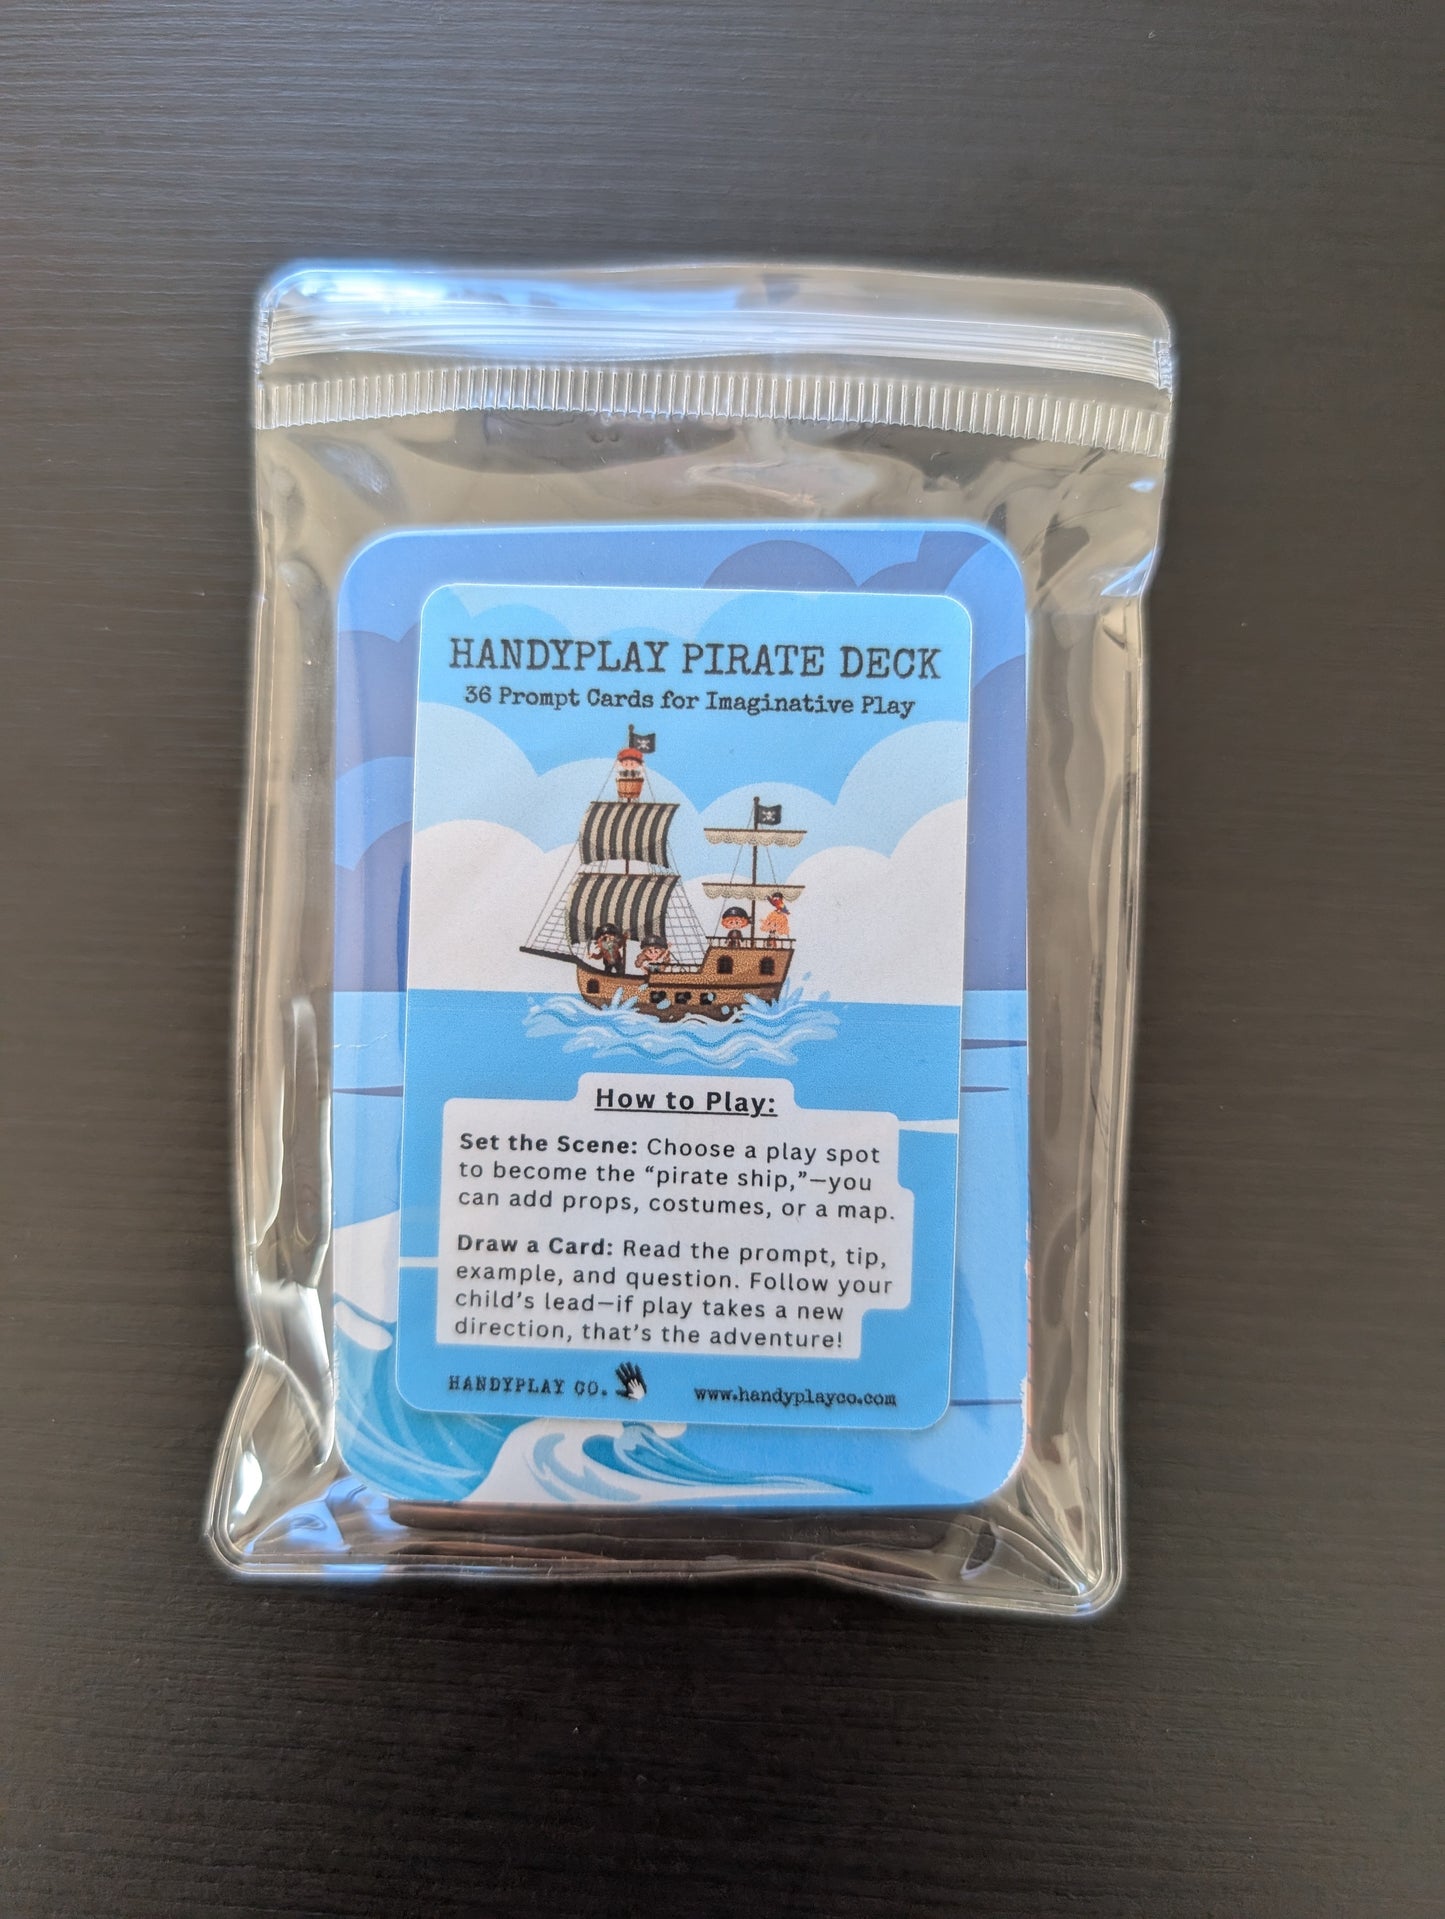 HANDYPLAY PIRATE DECK
36 Prompt Cards for Imaginative Play
How to Play:
Set the Scene: Choose a play spot
to become the “pirate ship,”—you
can add props, costumes, or a map.
Draw a Card: Read the prompt, tip,
example, and question. Follow your
child’s lead—if play takes a new
direction, that’s the adventure!
HANDYPLAY CO.
www.handyplayco.com